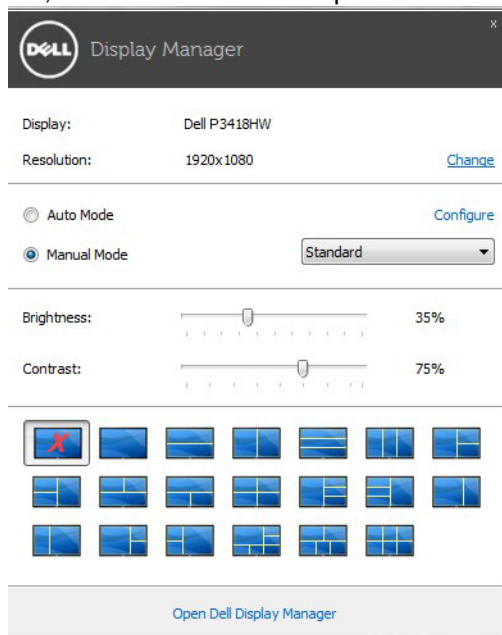 x
DELL Display Manager
Display: Dell P3418HW
Resolution: 1920x1080 Change
Auto Mode Configure
Manual Mode Standard
Brightness: 35%
Contrast: 75%
Open Dell Display Manager